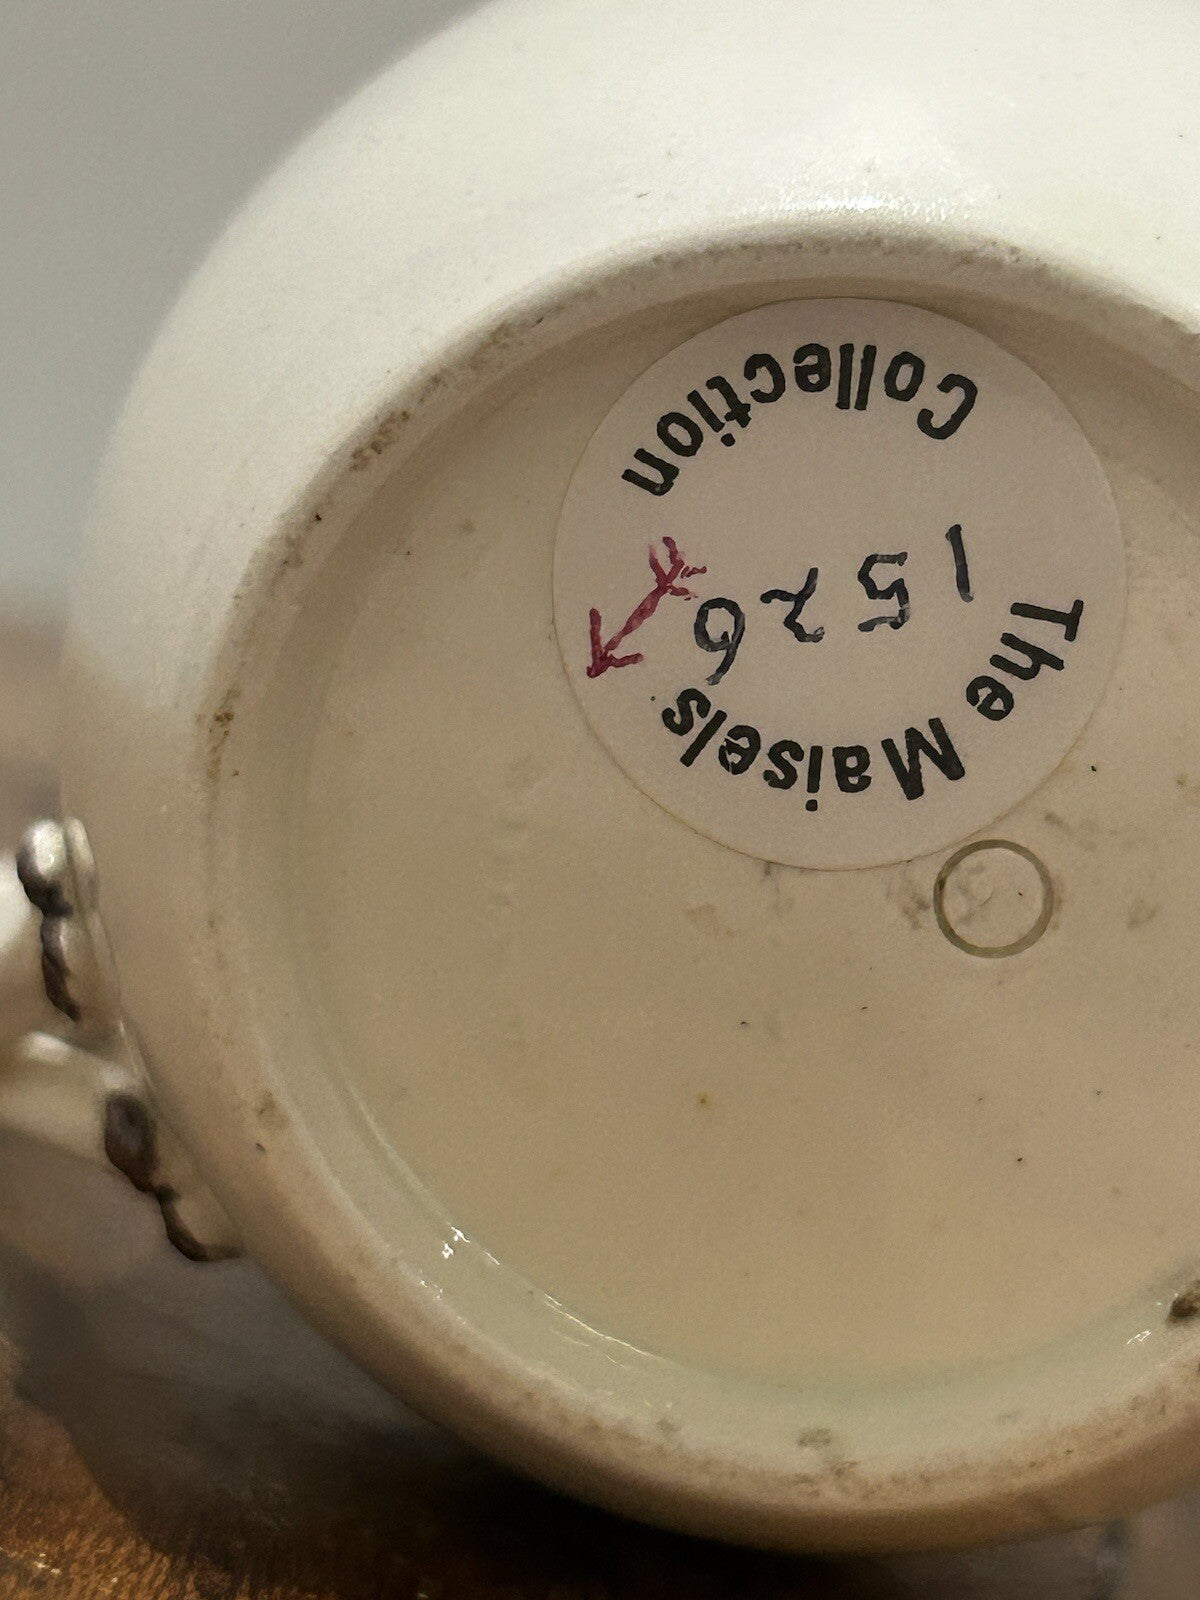 The Maisels
1526
Collection